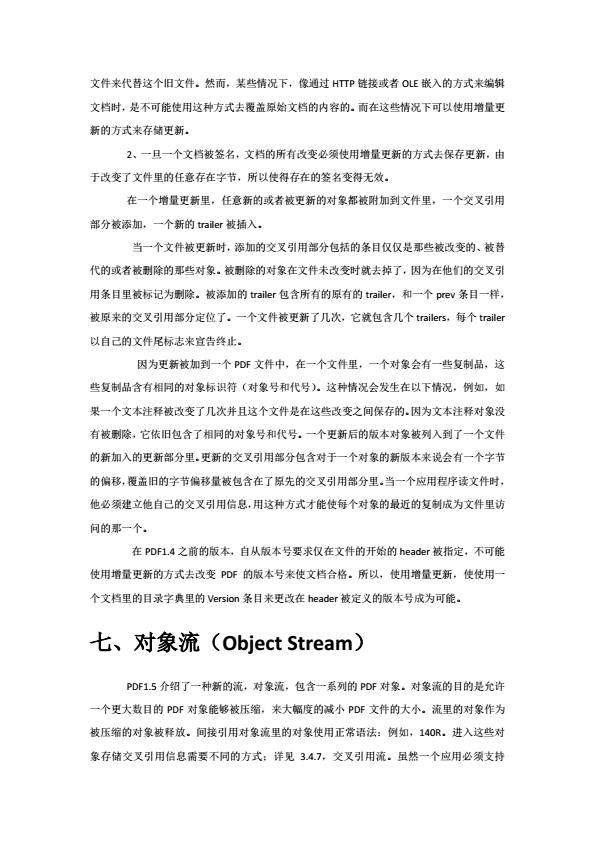 文件来代替这个旧文件。然而，某些情况下，像通过 HTTP 链接或者 OLE 嵌入的方式来编辑
文档时，是不可能使用这种方式去覆盖原始文档的内容的。而在这些情况下可以使用增量更
新的方式来存储更新。
2、一旦一个文档被签名，文档的所有改变必须使用增量更新的方式去保存更新，由
于改变了文件里的任意存在字节，所以使得存在的签名变得无效。
在一个增量更新里，任意新的或者被更新的对象都被附加到文件里，一个交叉引用
部分被添加，一个新的 trailer 被插入。
当一个文件被更新时，添加的交叉引用部分包括的条目仅仅是那些被改变的、被替
代的或者被删除的那些对象。被删除的对象在文件未改变时就去掉了，因为在他们的交叉引
用条目里被标记为删除。被添加的 trailer 包含所有的原有的 trailer，和一个 prev 条目一样，
被原来的交叉引用部分定位了。一个文件被更新了几次，它就包含几个 trailers，每个 trailer
以自己的文件尾标志来宣告终止。
因为更新被加到一个 PDF 文件中，在一个文件里，一个对象会有一些复制品，这
些复制品含有相同的对象标识符（对象号和代号）。这种情况会发生在以下情况，例如，如
果一个文本注释被改变了几次并且这个文件是在这些改变之间保存的。因为文本注释对象没
有被删除，它依旧包含了相同的对象号和代号。一个更新后的版本对象被列入到了一个文件
的新加入的更新部分里。更新的交叉引用部分包含对于一个对象的新版本来说会有一个字节
的偏移，覆盖旧的字节偏移量被包含在了原先的交叉引用部分里。当一个应用程序读文件时，
他必须建立他自己的交叉引用信息，用这种方式才能使每个对象的最近的复制成为文件里访
问的那一个。
在 PDF1.4 之前的版本，自从版本号要求仅在文件的开始的 header 被指定，不可能
使用增量更新的方式去改变 PDF 的版本号来使文档合格。所以，使用增量更新，使使用一
个文档里的目录字典里的 Version 条目来更改在 header 被定义的版本号成为可能。
七、对象流（Object Stream）
PDF1.5 介绍了一种新的流，对象流，包含一系列的 PDF 对象。对象流的目的是允许
一个更大数目的 PDF 对象能够被压缩，来大幅度的减小 PDF 文件的大小。流里的对象作为
被压缩的对象被释放。间接引用对象流里的对象使用正常语法：例如，140R。进入这些对
象存储交叉引用信息需要不同的方式；详见 3.4.7，交叉引用流。虽然一个应用必须支持